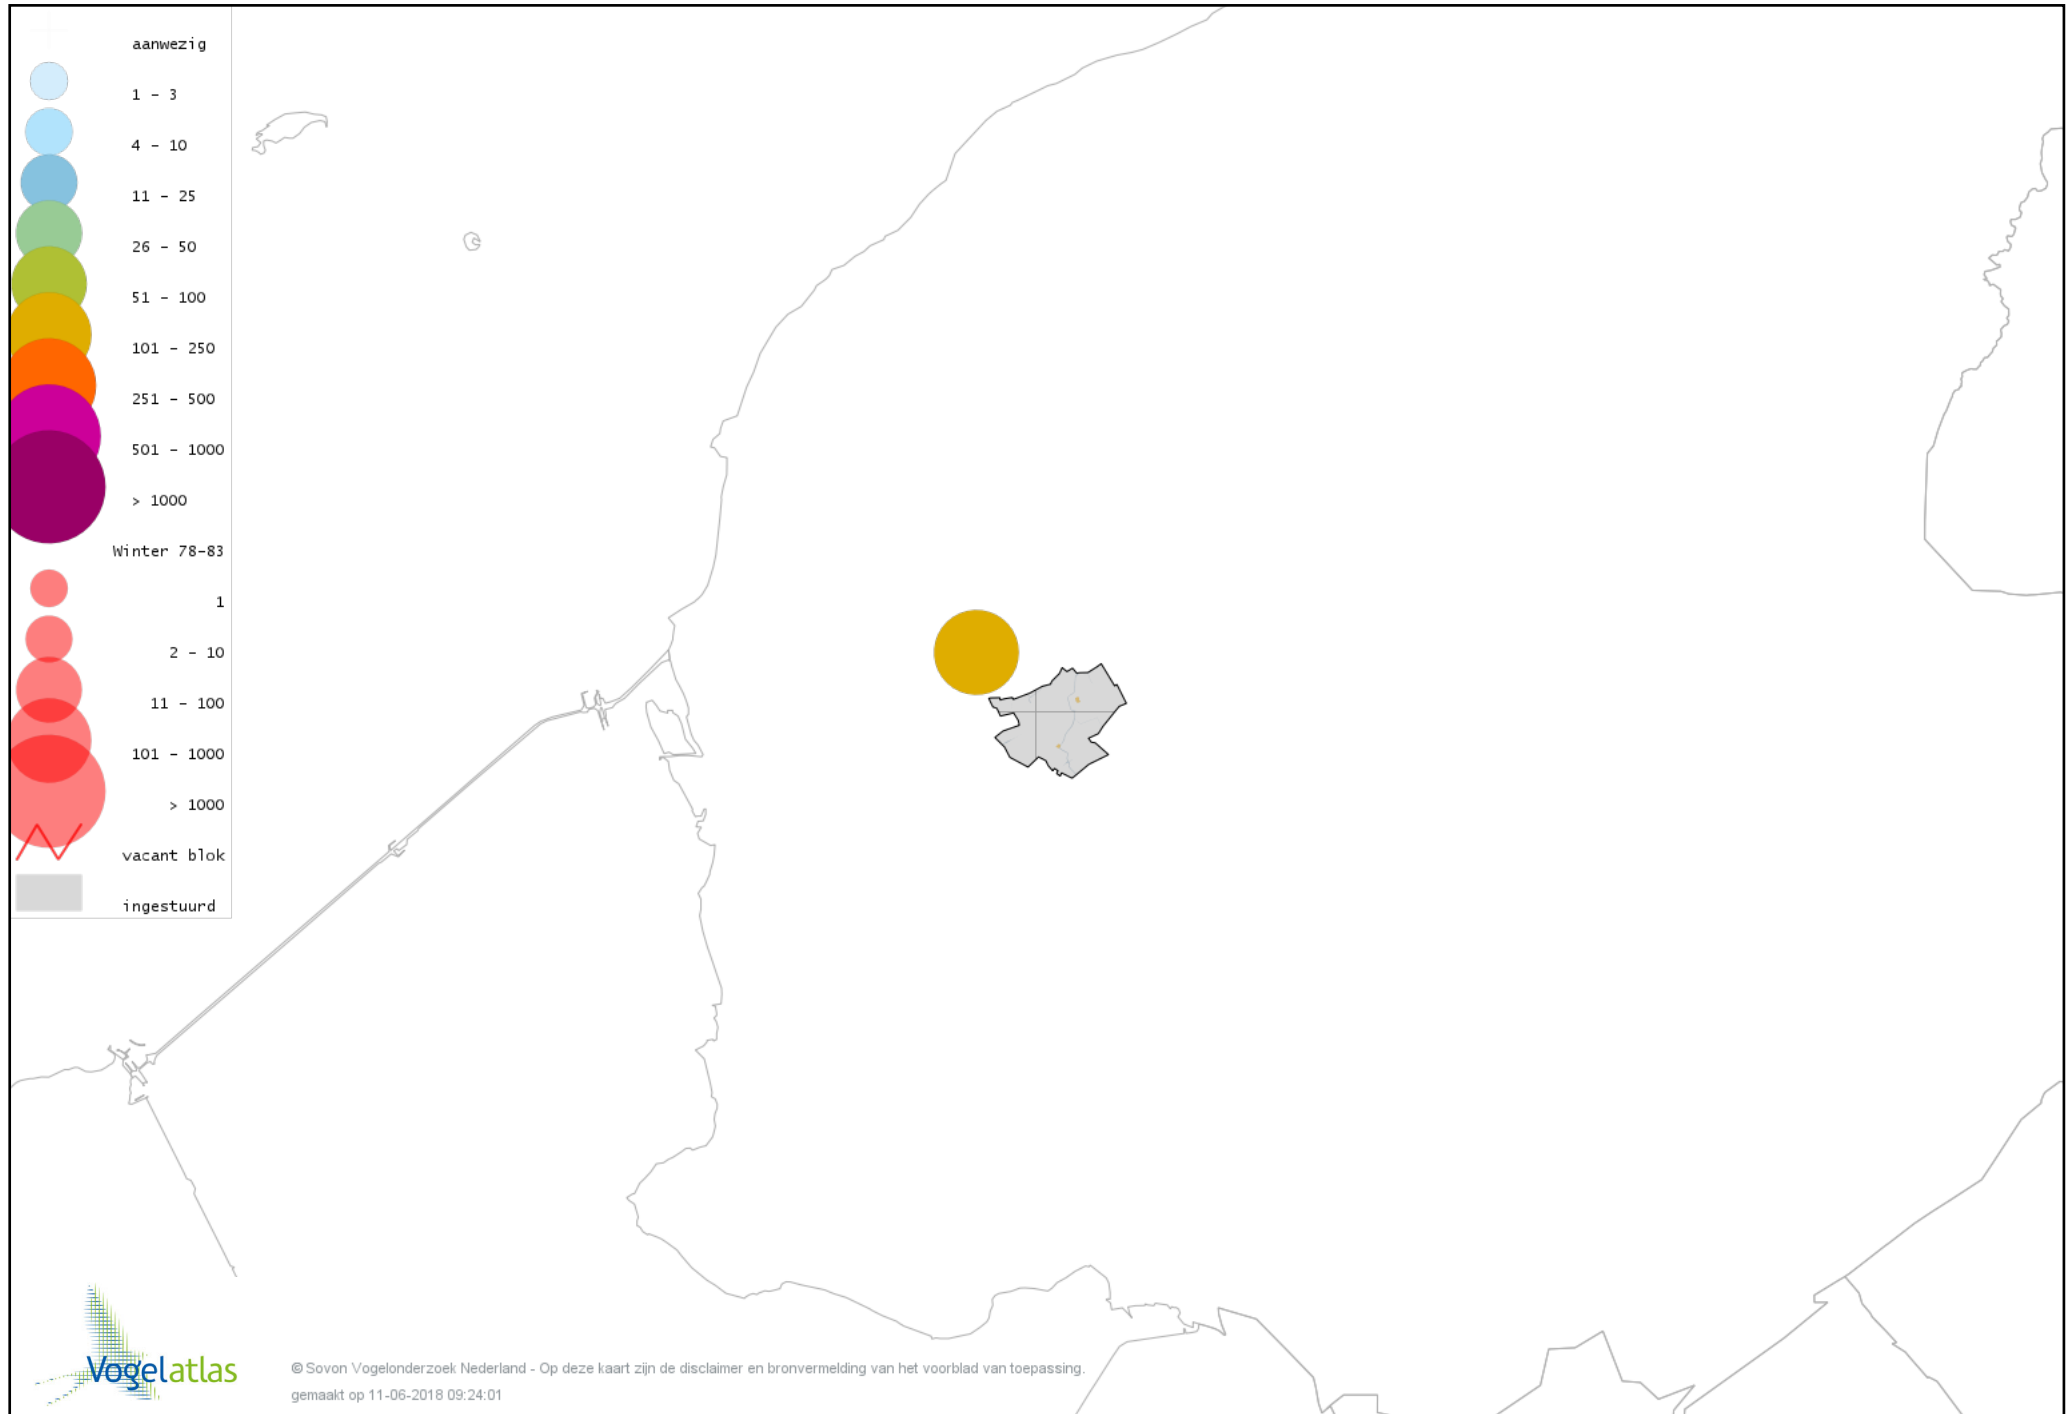 aanwezig
1 - 3
4 - 10
11 - 25
26 - 50
51 - 100
101 - 250
251 - 500
501 - 1000
> 1000
Winter 78-83
1
2 - 10
11 - 100
101 - 1000
> 1000
vacant blok
ingestuurd
Vogelatlas
© Sovon Vogelonderzoek Nederland - Op deze kaart zijn de disclaimer en bronvermelding van het voorblad van toepassing.
gemaakt op 11-06-2018 09:24:01